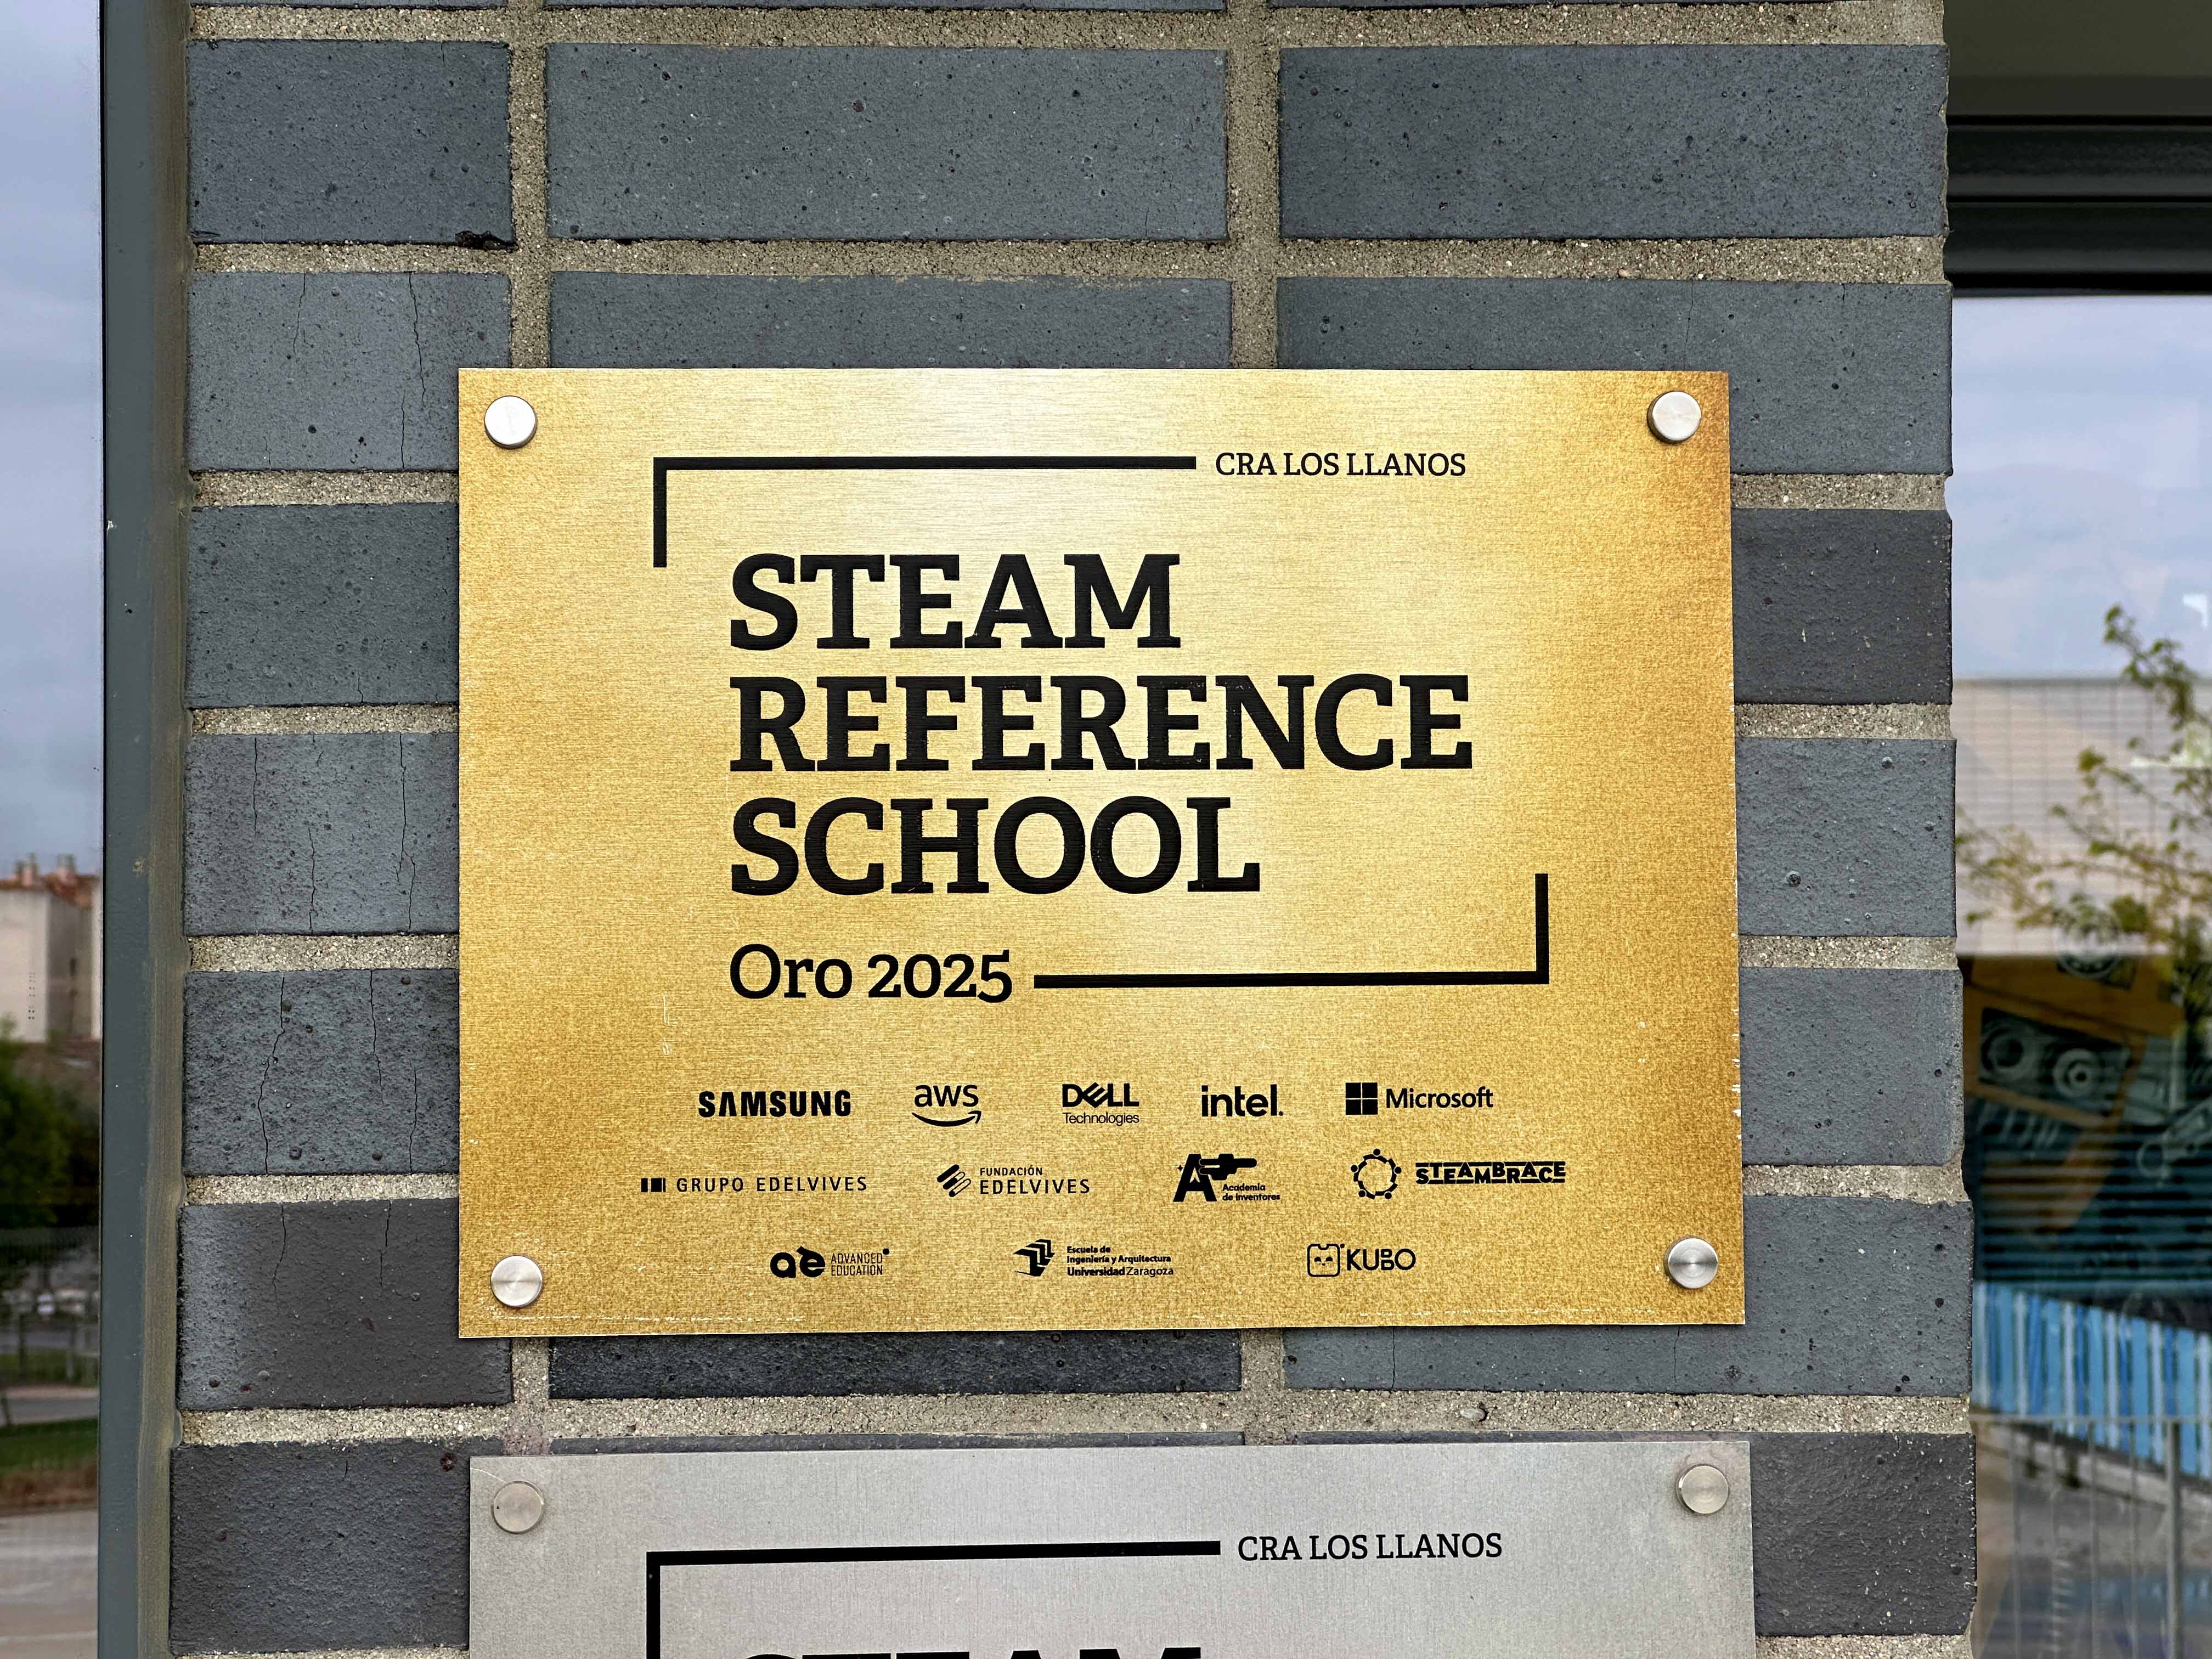 CRA LOS LLANOS
STEAM
REFERENCE
SCHOOL
Oro 2025
SAMSUNG aws DELL Technologies intel. Microsoft
GRUPO EDELVIVES FUNDACIÓN EDELVIVES Academia de Inventores STEAMBRACE
ae ADVANCED EDUCATION Escuela de Ingeniería y Arquitectura Universidad Zaragoza KUBO
CRA LOS LLANOS
STEAM